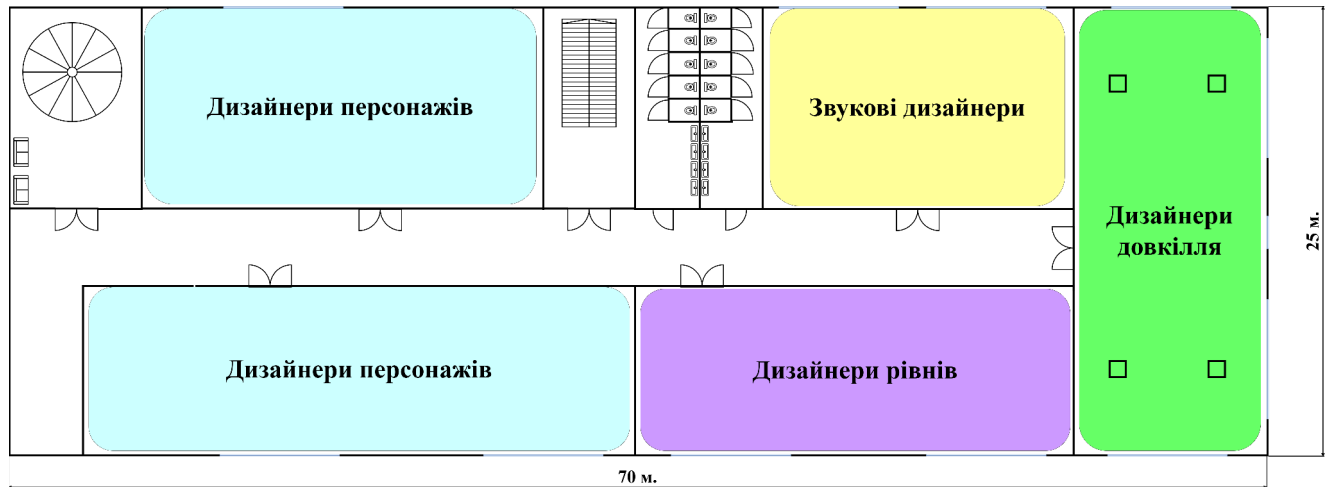 Дизайнери персонажів
Звукові дизайнери
Дизайнери
довкілля
25 м.
Дизайнери персонажів
Дизайнери рівнів
70 м.